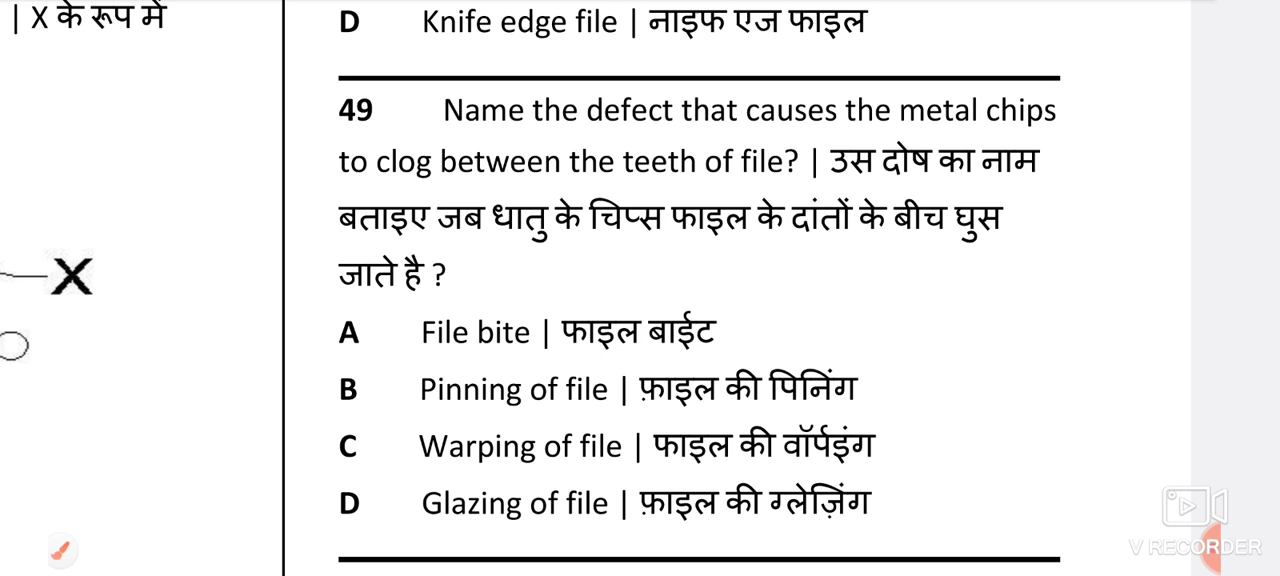 | X के रूप में
X
D Knife edge file | नाइफ एज फाइल
49 Name the defect that causes the metal chips
to clog between the teeth of file? | उस दोष का नाम
बताइए जब धातु के चिप्स फाइल के दांतों के बीच घुस
जाते है ?
A File bite | फाइल बाईट
B Pinning of file | फ़ाइल की पिनिंग
C Warping of file | फाइल की वॉर्पइंग
D Glazing of file | फ़ाइल की ग्लेज़िंग
V RECORDER